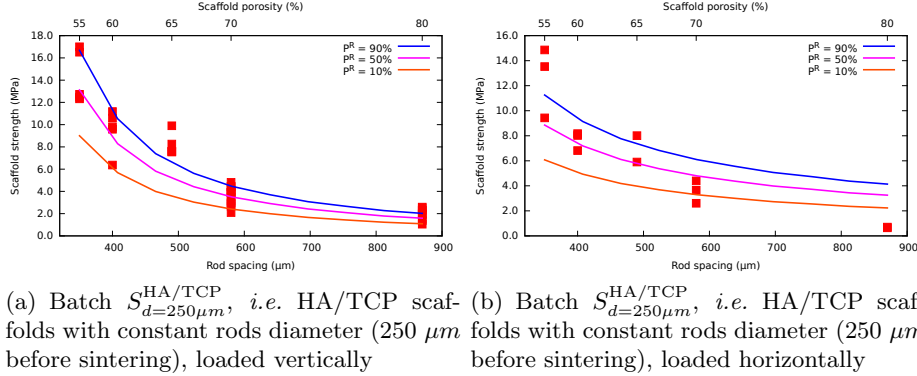 Scaffold porosity (%)
55 60 65 70 80
18.0
16.0
14.0
12.0
10.0
8.0
6.0
4.0
2.0
0.0
Scaffold strength (MPa)
P^R = 90%
P^R = 50%
P^R = 10%
400 500 600 700 800 900
Rod spacing (µm)
(a) Batch S_{d=250μm}^{HA/TCP}, i.e. HA/TCP scaf-
folds with constant rods diameter (250 μm
before sintering), loaded vertically
Scaffold porosity (%)
55 60 65 70 80
16.0
14.0
12.0
10.0
8.0
6.0
4.0
2.0
0.0
Scaffold strength (MPa)
P^R = 90%
P^R = 50%
P^R = 10%
400 500 600 700 800 900
Rod spacing (µm)
(b) Batch S_{d=250μm}^{HA/TCP}, i.e. HA/TCP scaf
folds with constant rods diameter (250 μm
before sintering), loaded horizontally